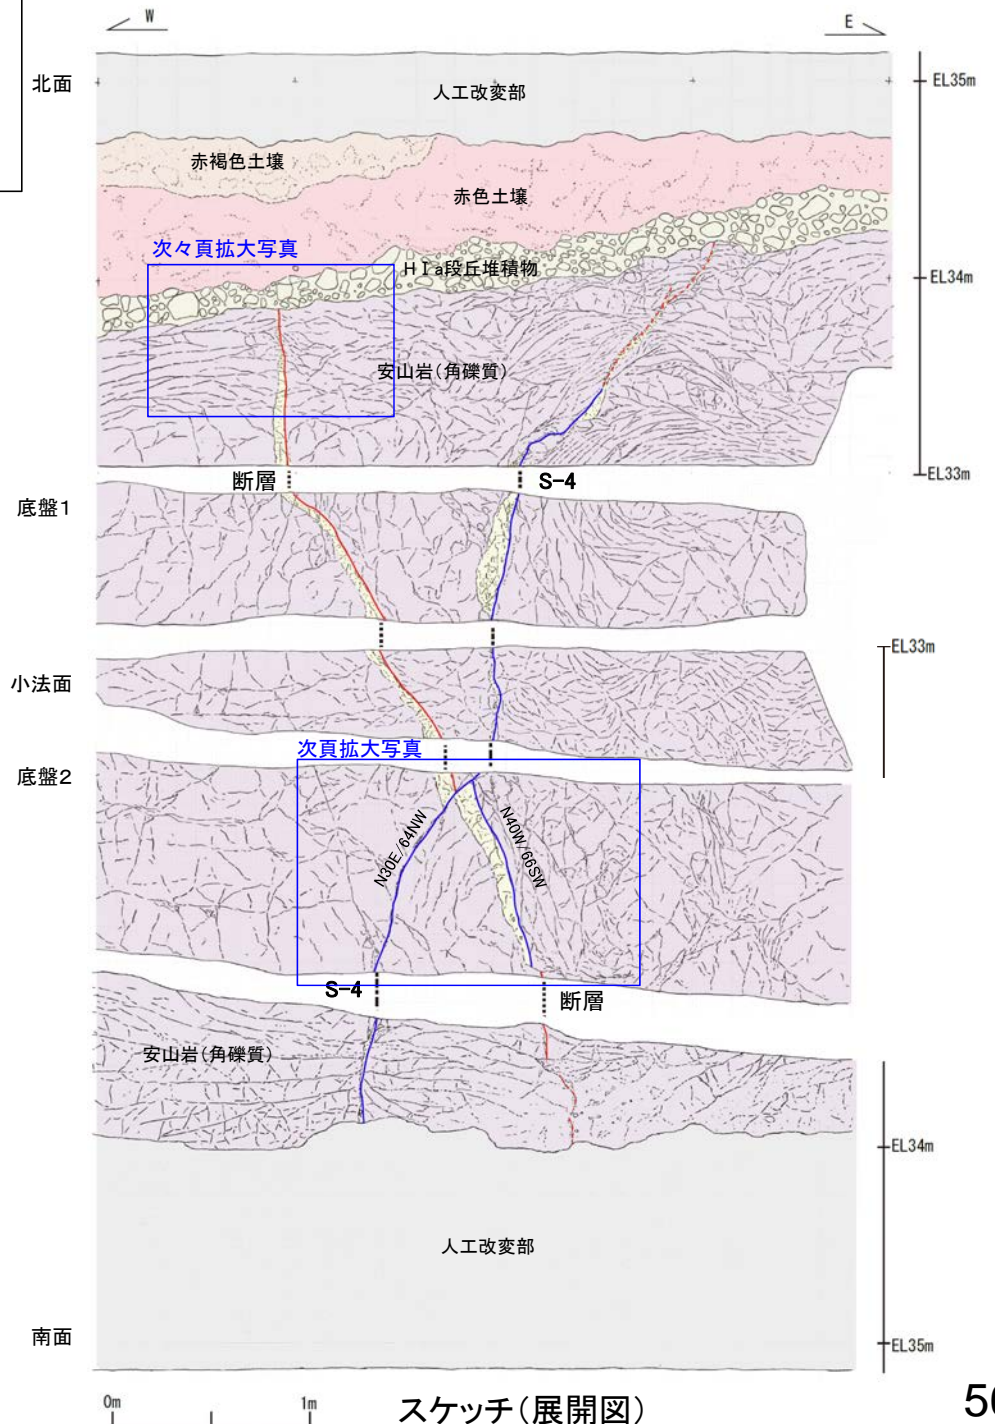 W
E
北面
人工改変部
EL35m
赤褐色土壌
赤色土壌
次々頁拡大写真
HⅠa段丘堆積物
EL34m
安山岩(角礫質)
断層
S-4
EL33m
底盤1
EL33m
小法面
次頁拡大写真
底盤2
N30E/64NW
N40W/66SW
S-4
断層
安山岩(角礫質)
EL34m
人工改変部
南面
EL35m
0m
1m
スケッチ(展開図)